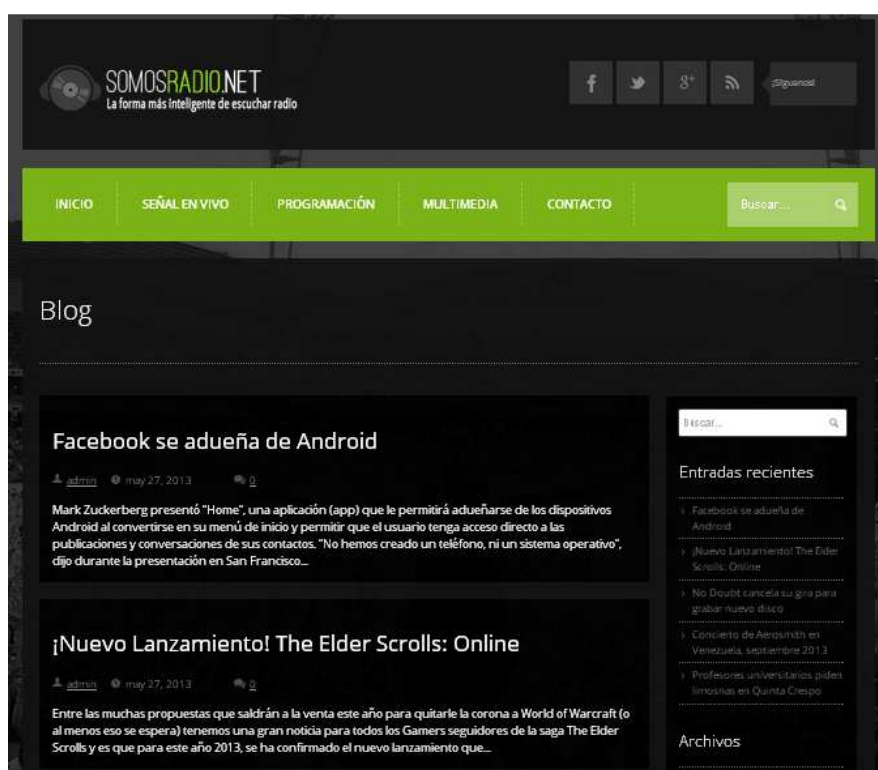 SOMOSRADIO.NET
La forma más inteligente de escuchar radio
f
8+
¡Síguenos!
INICIO
SEÑAL EN VIVO
PROGRAMACIÓN
MULTIMEDIA
CONTACTO
Buscar...
Blog
Facebook se adueña de Android
admin may 27, 2013 0
Mark Zuckerberg presentó "Home", una aplicación (app) que le permitirá adueñarse de los dispositivos
Android al convertirse en su menú de inicio y permitir que el usuario tenga acceso directo a las
publicaciones y conversaciones de sus contactos. "No hemos creado un teléfono, ni un sistema operativo",
dijo durante la presentación en San Francisco...
¡Nuevo Lanzamiento! The Elder Scrolls: Online
admin may 27, 2013 0
Entre las muchas propuestas que saldrán a la venta este año para quitarle la corona a World of Warcraft (o
al menos eso se espera) tenemos una gran noticia para todos los Gamers seguidores de la saga The Elder
Scrolls y es que para este año 2013, se ha confirmado el nuevo lanzamiento que...
Buscar...
Entradas recientes
Facebook se adueña de
Android
¡Nuevo Lanzamiento! The Elder
Scrolls: Online
No Doubt cancela su gira para
grabar nuevo disco
Concierto de Aerosmith en
Venezuela, septiembre 2013
Profesores universitarios piden
limosnas en Quinta Crespo
Archivos